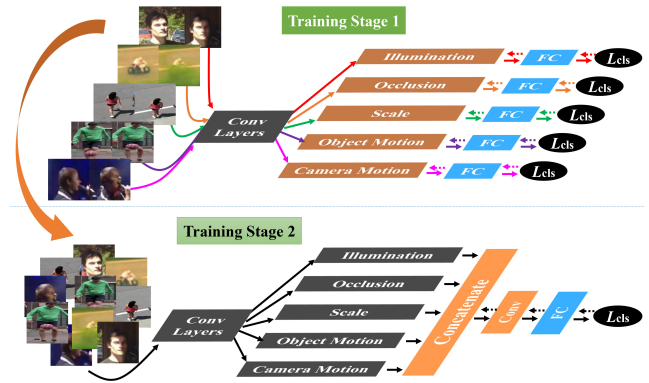 Training Stage 1
Illumination FC Lcls
Occlusion FC Lcls
Scale FC Lcls
Object Motion FC Lcls
Camera Motion FC Lcls
Conv
Layers
Training Stage 2
Illumination
Occlusion
Scale
Object Motion
Camera Motion
Conv
Layers
Concatenate
Conv
FC
Lcls